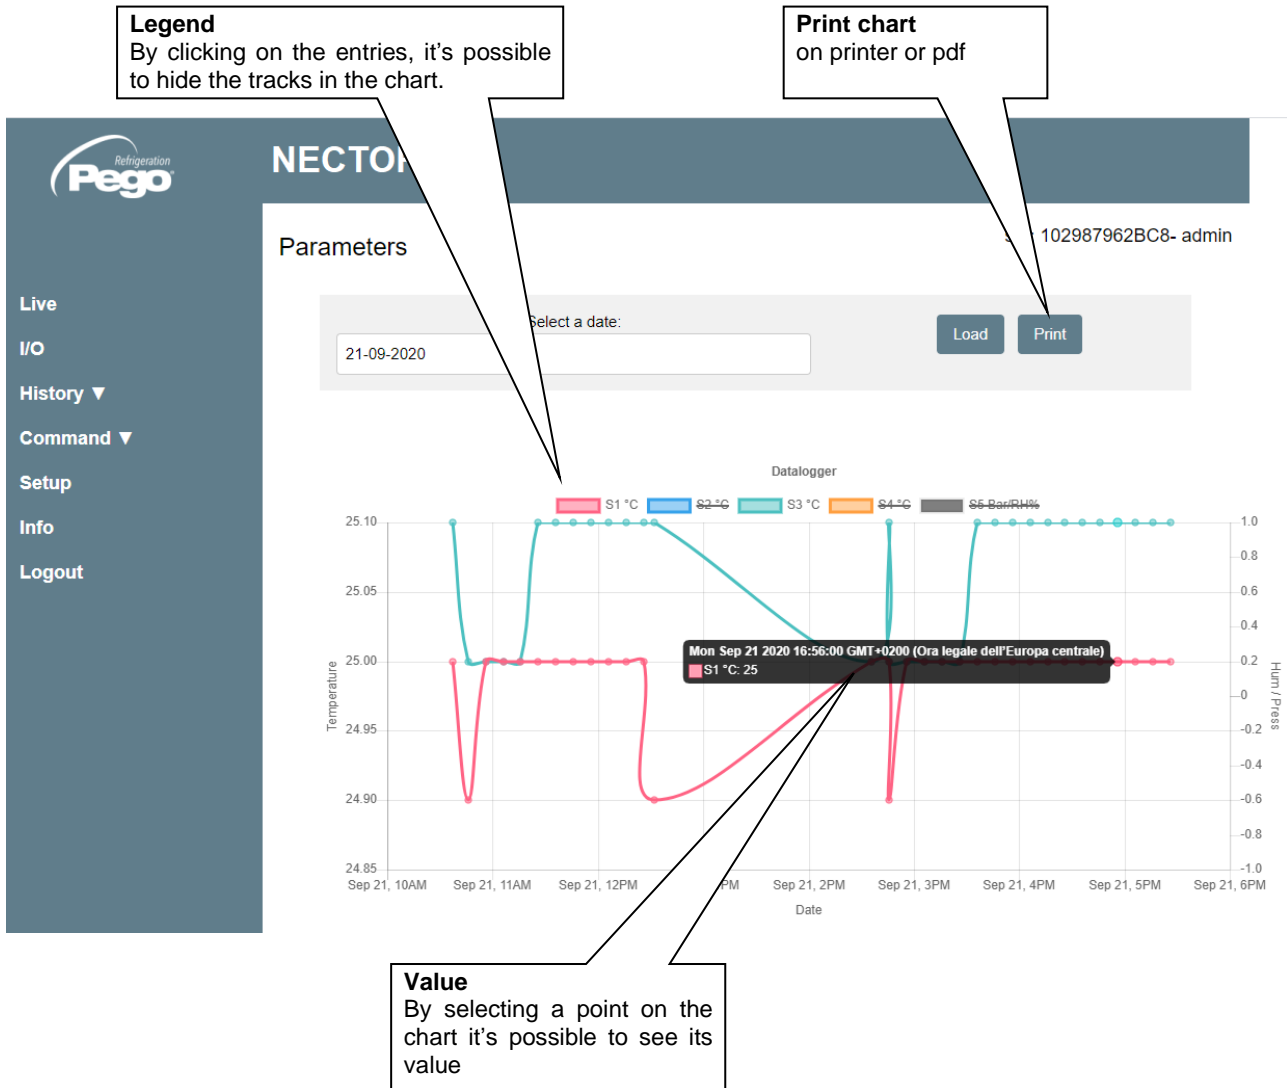 Legend
By clicking on the entries, it's possible
to hide the tracks in the chart.
Print chart
on printer or pdf
Refrigeration
Pego
Parameters
102987962BC8- admin
Live
I/O
History ▼
Command ▼
Setup
Info
Logout
Select a date:
21-09-2020
Load
Print
Datalogger
S1 °C
S2 °C
S3 °C
S4 °C
S5 Bar/RH%
25.10
25.05
25.00
24.95
24.90
24.85
Temperature
1.0
0.8
0.6
0.4
0.2
0
-0.2
-0.4
-0.6
-0.8
-1.0
Hum / Press
Mon Sep 21 2020 16:56:00 GMT+0200 (Ora legale dell'Europa centrale)
S1 °C: 25
Sep 21, 10AM
Sep 21, 11AM
Sep 21, 12PM
PM
Sep 21, 2PM
Sep 21, 3PM
Sep 21, 4PM
Sep 21, 5PM
Sep 21, 6PM
Date
Value
By selecting a point on the
chart it's possible to see its
value